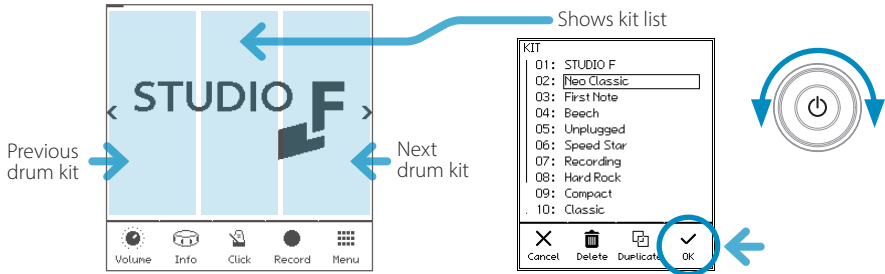 Shows kit list
STUDIO F
Previous
drum kit
Next
drum kit
Volume Info Click Record Menu
KIT
01: STUDIO F
02: Neo Classic
03: First Note
04: Beech
05: Unplugged
06: Speed Star
07: Recording
08: Hard Rock
09: Compact
10: Classic
Cancel Delete Duplicate OK